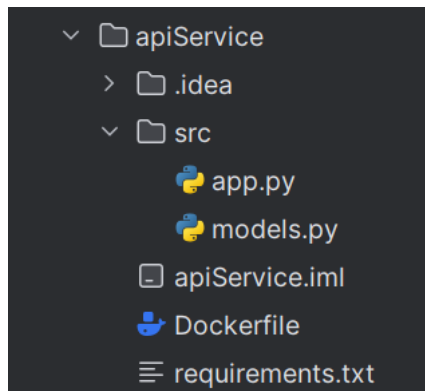 apiService
.idea
src
app.py
models.py
apiService.iml
Dockerfile
requirements.txt